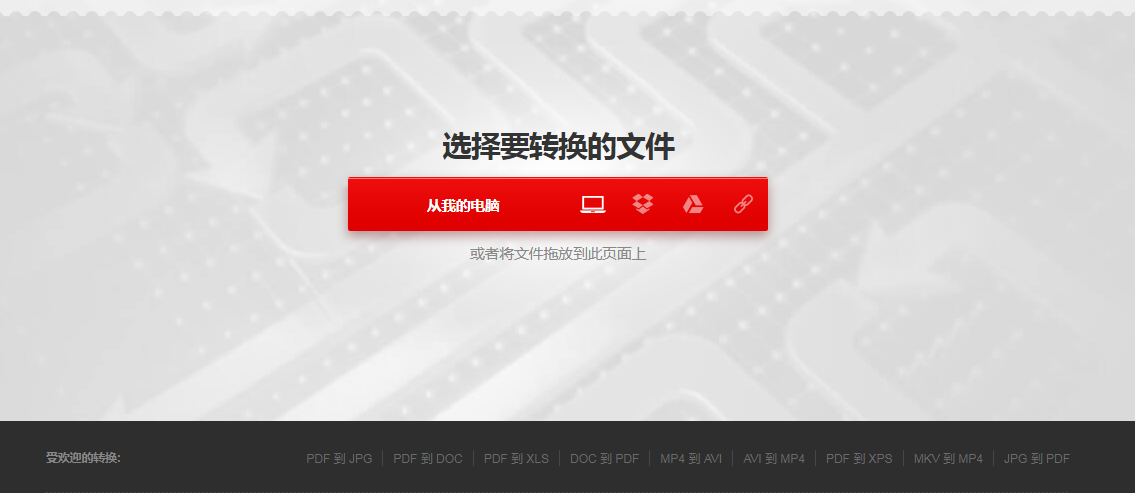 选择要转换的文件
从我的电脑
或者将文件拖放到此页面上
受欢迎的转换: PDF 到 JPG PDF 到 DOC PDF 到 XLS DOC 到 PDF MP4 到 AVI AVI 到 MP4 PDF 到 XPS MKV 到 MP4 JPG 到 PDF